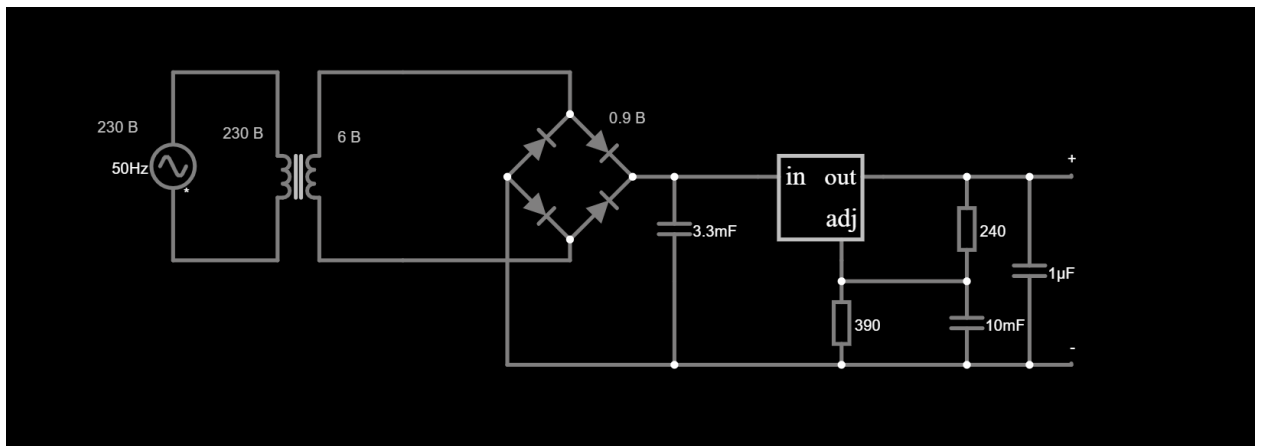 230 В
50Hz
*
230 В
6 В
0.9 В
3.3mF
in out
adj
390
240
10mF
1µF
+
-